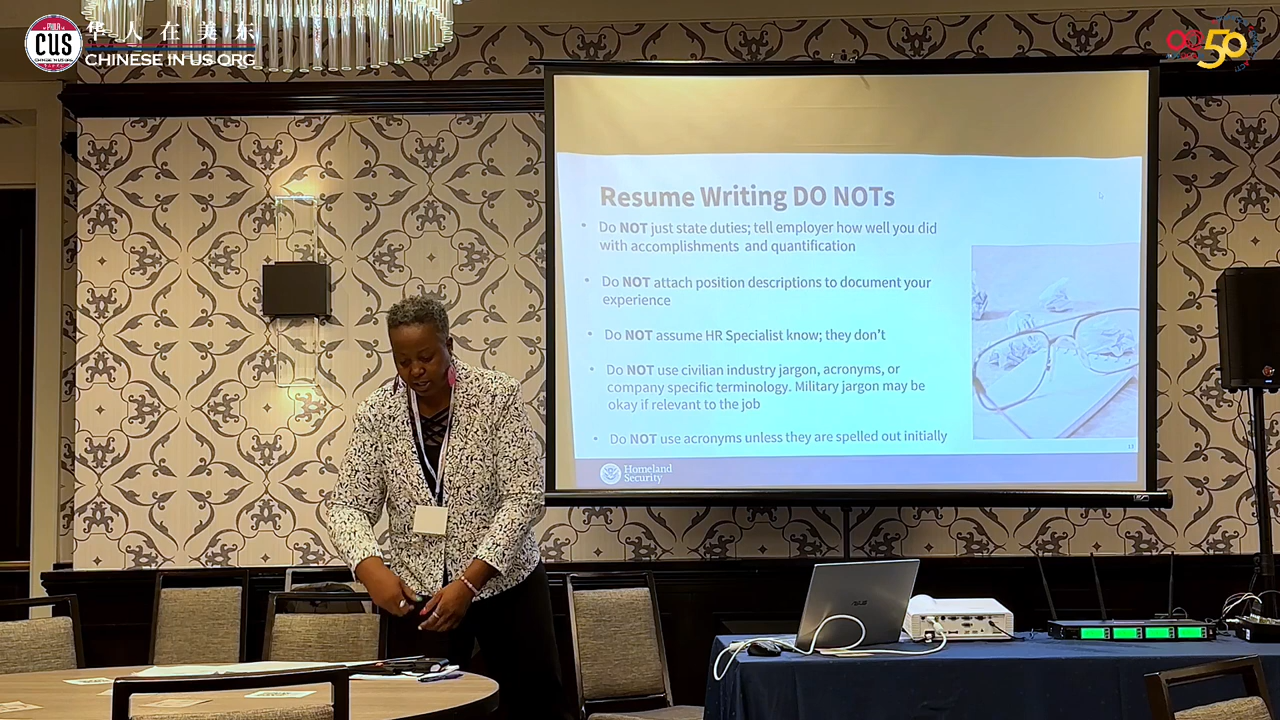 CUS
华人在美东
CHINESE IN US.ORG
50
Resume Writing DO NOTs
• Do NOT just state duties; tell employer how well you did
with accomplishments and quantification
• Do NOT attach position descriptions to document your
experience
• Do NOT assume HR Specialist know; they don't
• Do NOT use civilian industry jargon, acronyms, or
company specific terminology. Military jargon may be
okay if relevant to the job
• Do NOT use acronyms unless they are spelled out initially
13
Homeland
Security
ASUS